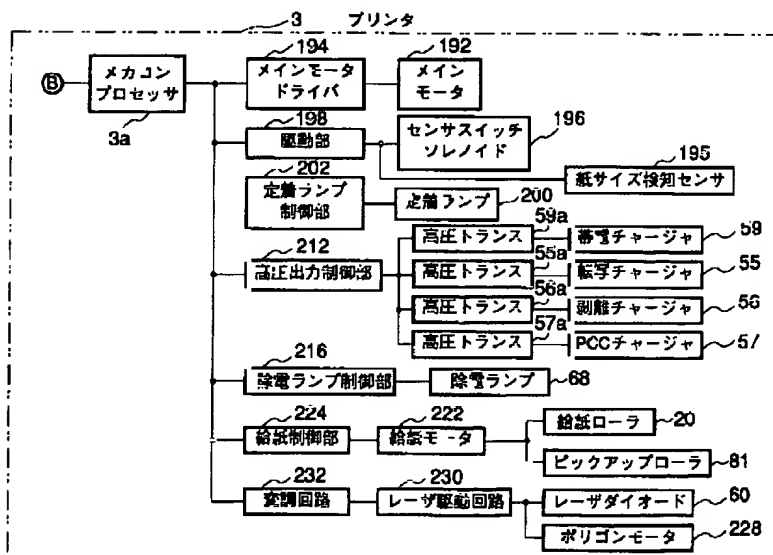 3 プリンタ
B
メカコン
プロセッサ
3a
194
メインモータ
ドライバ
192
メイン
モータ
198
駆動部
センサスイッチ
ソレノイド
196
195
紙サイズ検知センサ
202
定着ランプ
制御部
定着ランプ
200
212
高圧出力制御部
高圧トランス
59a
帯電チャージャ
59
高圧トランス
55a
転写チャージャ
55
高圧トランス
56a
剥離チャージャ
56
高圧トランス
57a
PCCチャージャ
57
216
除電ランプ制御部
除電ランプ
68
224
給紙制御部
222
給紙モータ
給紙ローラ
20
ピックアップローラ
81
232
変調回路
230
レーザ駆動回路
レーザダイオード
60
ポリゴンモータ
228